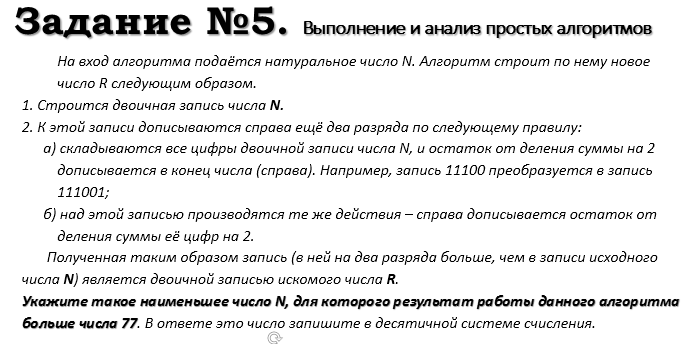 Задание №5. Выполнение и анализ простых алгоритмов
На вход алгоритма подаётся натуральное число N. Алгоритм строит по нему новое
число R следующим образом.
1. Строится двоичная запись числа N.
2. К этой записи дописываются справа ещё два разряда по следующему правилу:
а) складываются все цифры двоичной записи числа N, и остаток от деления суммы на 2
дописывается в конец числа (справа). Например, запись 11100 преобразуется в запись
111001;
б) над этой записью производятся те же действия – справа дописывается остаток от
деления суммы её цифр на 2.
Полученная таким образом запись (в ней на два разряда больше, чем в записи исходного
числа N) является двоичной записью искомого числа R.
Укажите такое наименьшее число N, для которого результат работы данного алгоритма
больше числа 77. В ответе это число запишите в десятичной системе счисления.